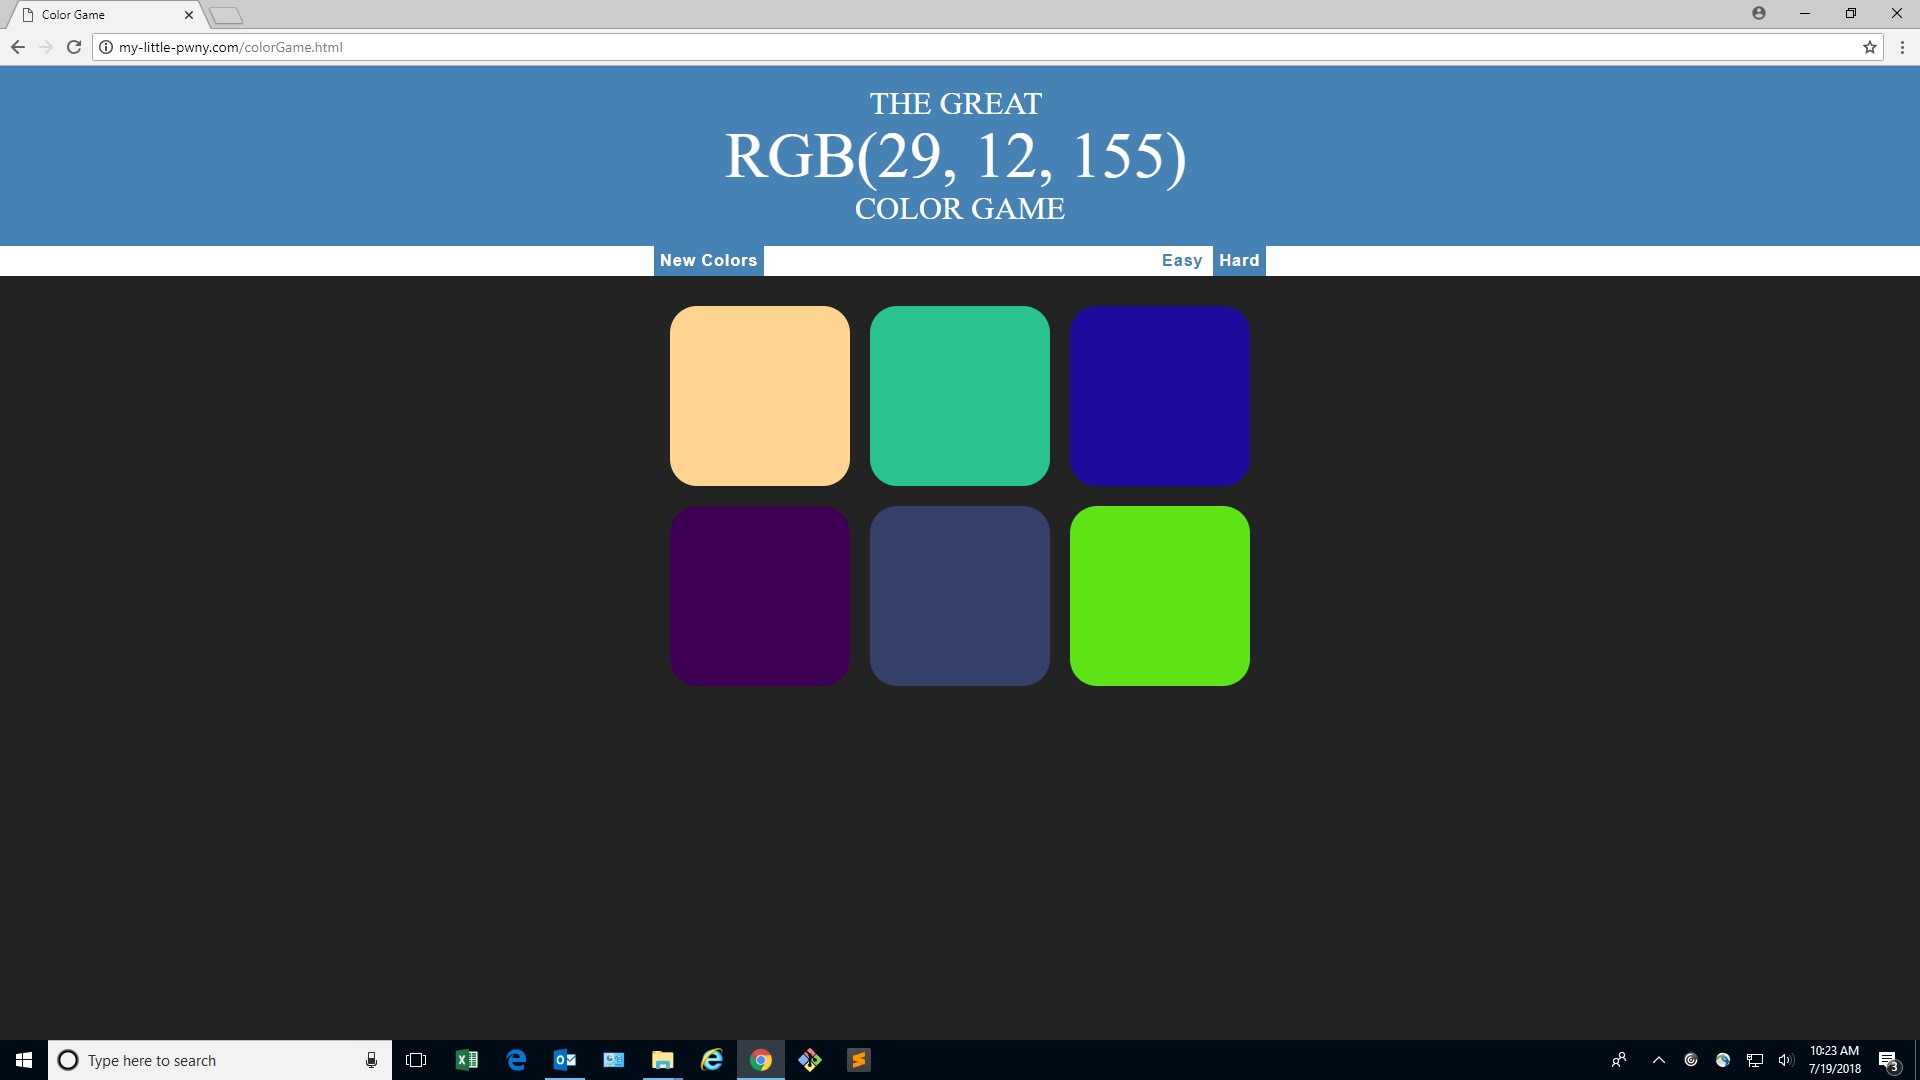 Color Game
my-little-pwny.com/colorGame.html
THE GREAT
RGB(29, 12, 155)
COLOR GAME
New Colors Easy Hard
Type here to search
10:23 AM
7/19/2018
3